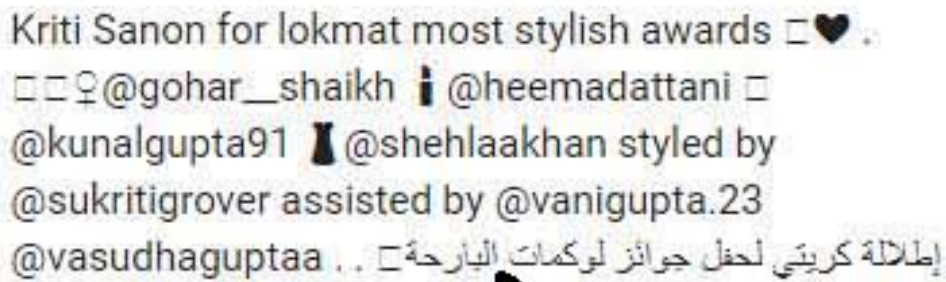 Kriti Sanon for lokmat most stylish awards □🖤 .
□□♀@gohar__shaikh 💄 @heemadattani □
@kunalgupta91 👗 @shehlaakhan styled by
@sukritigrover assisted by @vanigupta.23
@vasudhaguptaa . . □إطلالة كريتي لحفل جوائز لوكمات البارحة